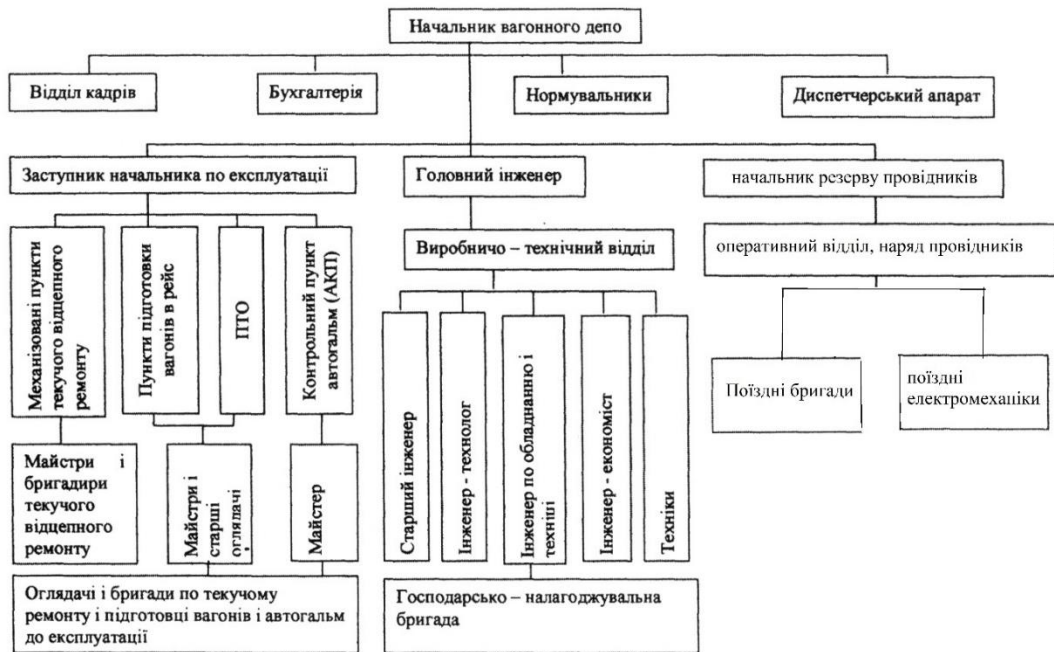 Начальник вагонного депо
Відділ кадрів
Бухгалтерія
Нормувальники
Диспетчерський апарат
Заступник начальника по експлуатації
Головний інженер
начальник резерву провідників
Виробничо – технічний відділ
оперативний відділ, наряд провідників
Механізовані пункти
текучого відцепного
ремонту
Пункти підготовки
вагонів в рейс
ПТО
Контрольний пункт
автогальм (АКП)
Старший інженер
Інженер - технолог
Інженер по обладнанню і
техніці
Інженер - економіст
Техніки
Поїздні бригади
поїздні
електромеханіки
Майстри і
бригадири
текучого
відцепного
ремонту
Майстри і
старші
оглядачі
Майстер
Оглядачі і бригади по текучому
ремонту і підготовці вагонів і автогальм
до експлуатації
Господарсько – налагоджувальна
бригада